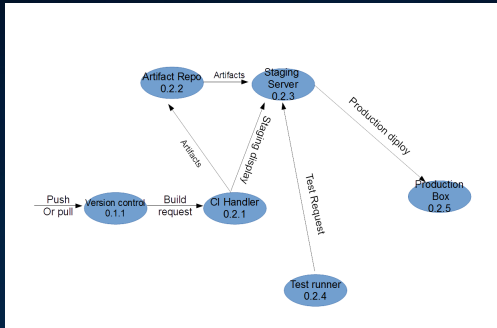 Artifact Repo
0.2.2
Artifacts
Staging
Server
0.2.3
Production diploy
Artifacts
Staging display
Test Request
Production
Box
0.2.5
Push
Or pull
Version control
0.1.1
Build
request
CI Handler
0.2.1
Test runner
0.2.4